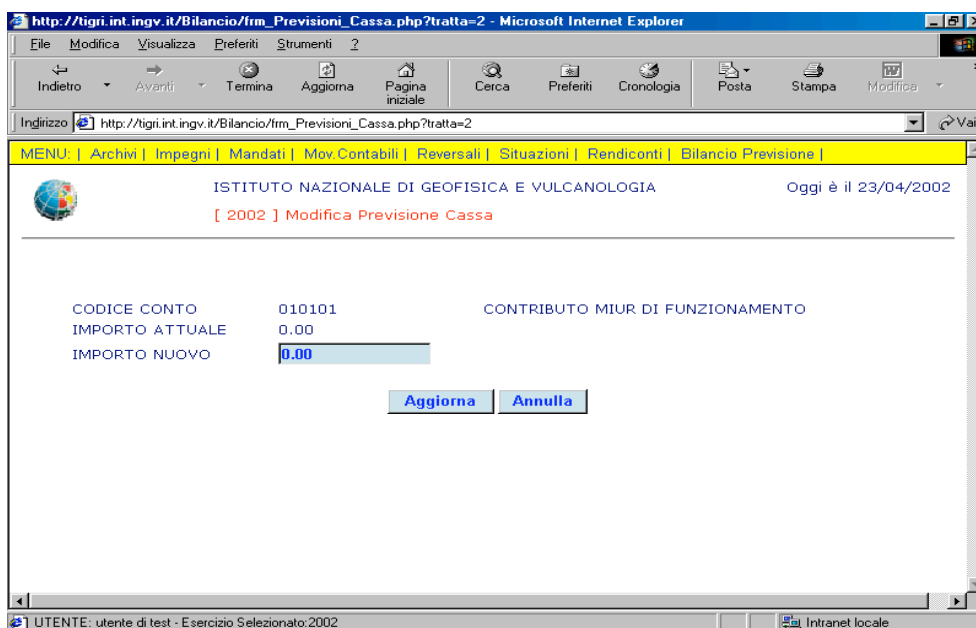 http://tigri.int.ingv.it/Bilancio/frm_Previsioni_Cassa.php?tratta=2 - Microsoft Internet Explorer
File Modifica Visualizza Preferiti Strumenti ?
Indietro Avanti Termina Aggiorna Pagina iniziale Cerca Preferiti Cronologia Posta Stampa Modifica
Indirizzo http://tigri.int.ingv.it/Bilancio/frm_Previsioni_Cassa.php?tratta=2 Vai
MENU: | Archivi | Impegni | Mandati | Mov.Contabili | Reversali | Situazioni | Rendiconti | Bilancio Previsione |
ISTITUTO NAZIONALE DI GEOFISICA E VULCANOLOGIA Oggi è il 23/04/2002
[ 2002 ] Modifica Previsione Cassa
CODICE CONTO 010101 CONTRIBUTO MIUR DI FUNZIONAMENTO
IMPORTO ATTUALE 0.00
IMPORTO NUOVO 0.00
Aggiorna Annulla
UTENTE: utente di test - Esercizio Selezionato:2002 Intranet locale